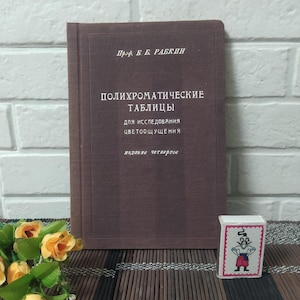 Проф. Е. Б. РАБКИН
ПОЛИХРОМАТИЧЕСКИЕ
ТАБЛИЦЫ
ДЛЯ ИССЛЕДОВАНИЯ
ЦВЕТООЩУЩЕНИЯ
издание четвертое